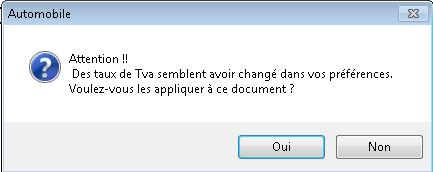 Automobile
Attention !!
Des taux de Tva semblent avoir changé dans vos préférences.
Voulez-vous les appliquer à ce document ?
Oui
Non